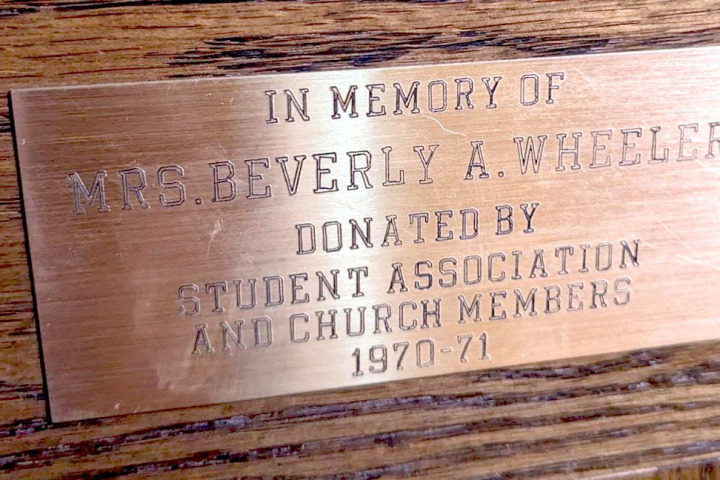 IN MEMORY OF
MRS. BEVERLY A. WHEELER
DONATED BY
STUDENT ASSOCIATION
AND CHURCH MEMBERS
1970-71